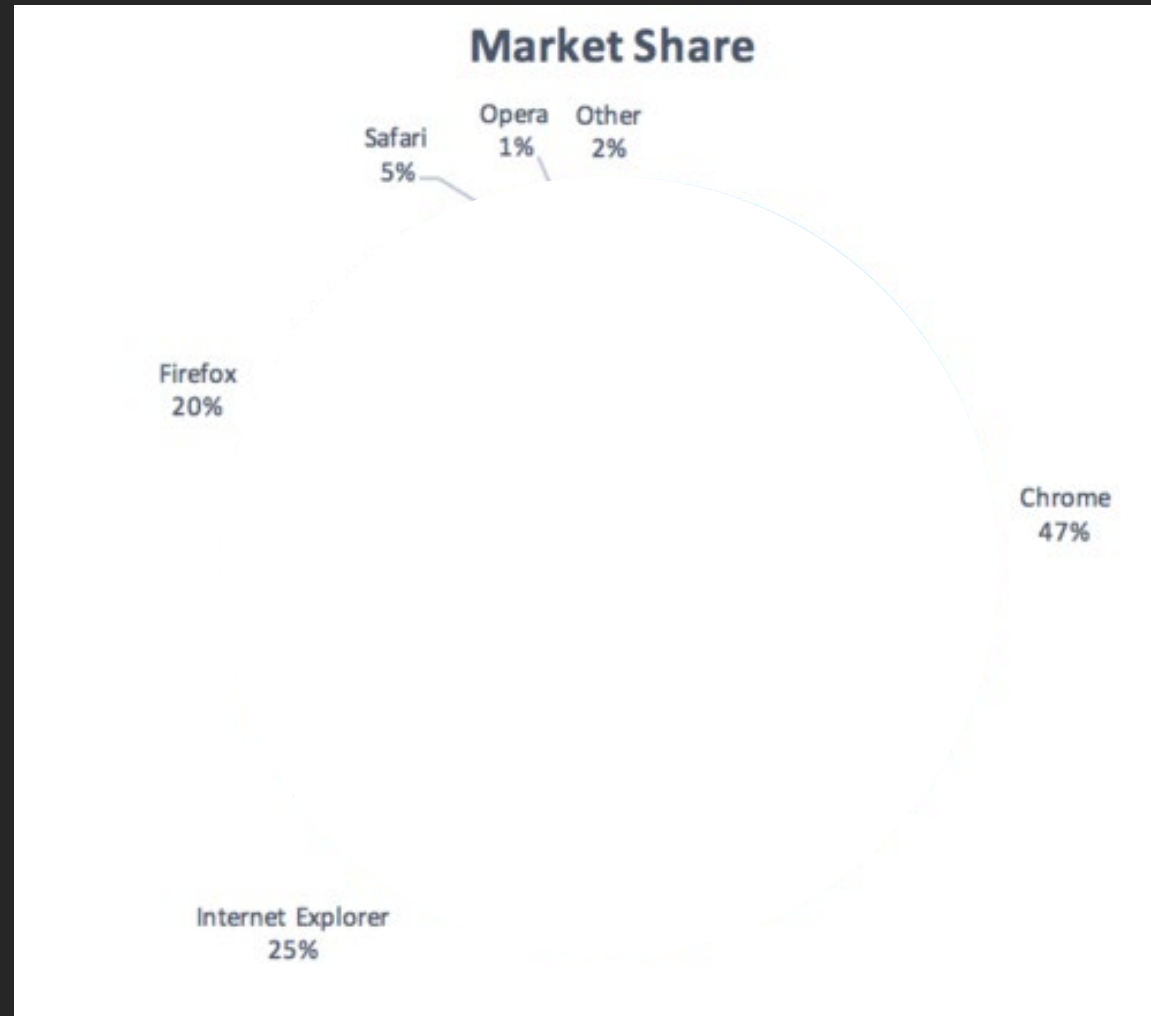 Market Share
Opera
1%
Other
2%
Safari
5%
Firefox
20%
Chrome
47%
Internet Explorer
25%